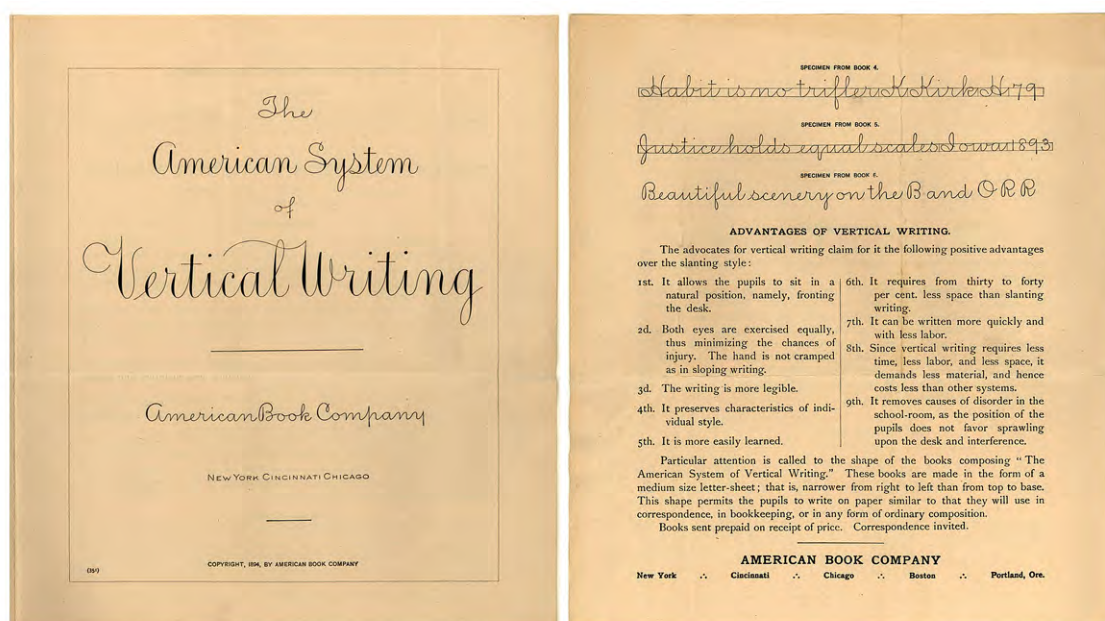 The
American System
of
Vertical Writing
American Book Company
NEW YORK CINCINNATI CHICAGO
COPYRIGHT, 1894, BY AMERICAN BOOK COMPANY
SPECIMEN FROM BOOK 4.
Habit is no trifler K Kirk H 79
SPECIMEN FROM BOOK 5.
Justice holds equal scales Iowa 1893
SPECIMEN FROM BOOK 6.
Beautiful scenery on the B and O R R
ADVANTAGES OF VERTICAL WRITING.
The advocates for vertical writing claim for it the following positive advantages
over the slanting style:
1st. It allows the pupils to sit in a
natural position, namely, fronting
the desk.
2d. Both eyes are exercised equally,
thus minimizing the chances of
injury. The hand is not cramped
as in sloping writing.
3d. The writing is more legible.
4th. It preserves characteristics of indi-
vidual style.
5th. It is more easily learned.
6th. It requires from thirty to forty
per cent. less space than slanting
writing.
7th. It can be written more quickly and
with less labor.
8th. Since vertical writing requires less
time, less labor, and less space, it
demands less material, and hence
costs less than other systems.
9th. It removes causes of disorder in the
school-room, as the position of the
pupils does not favor sprawling
upon the desk and interference.
Particular attention is called to the shape of the books composing "The
American System of Vertical Writing." These books are made in the form of a
medium size letter-sheet; that is, narrower from right to left than from top to base.
This shape permits the pupils to write on paper similar to that they will use in
correspondence, in bookkeeping, or in any form of ordinary composition.
Books sent prepaid on receipt of price. Correspondence invited.
AMERICAN BOOK COMPANY
New York ∴ Cincinnati ∴ Chicago ∴ Boston ∴ Portland, Ore.